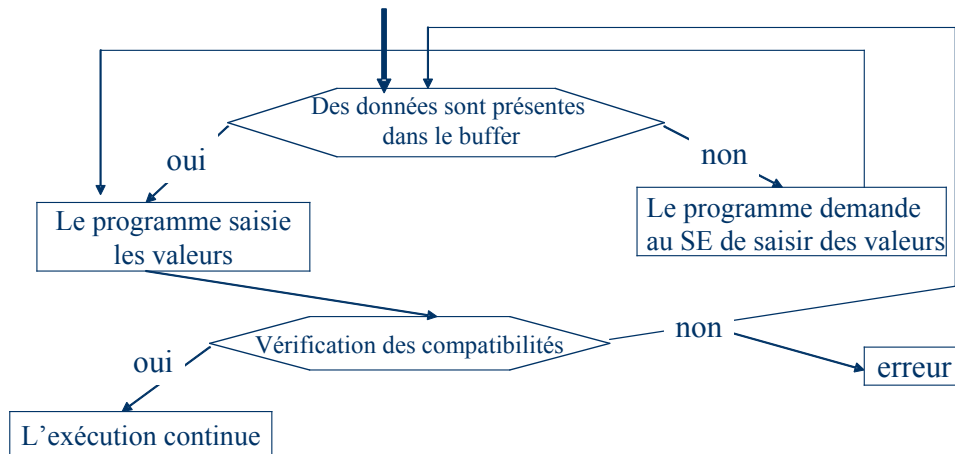 Des données sont présentes
dans le buffer
oui
non
Le programme saisie
les valeurs
Le programme demande
au SE de saisir des valeurs
Vérification des compatibilités
oui
non
erreur
L’exécution continue